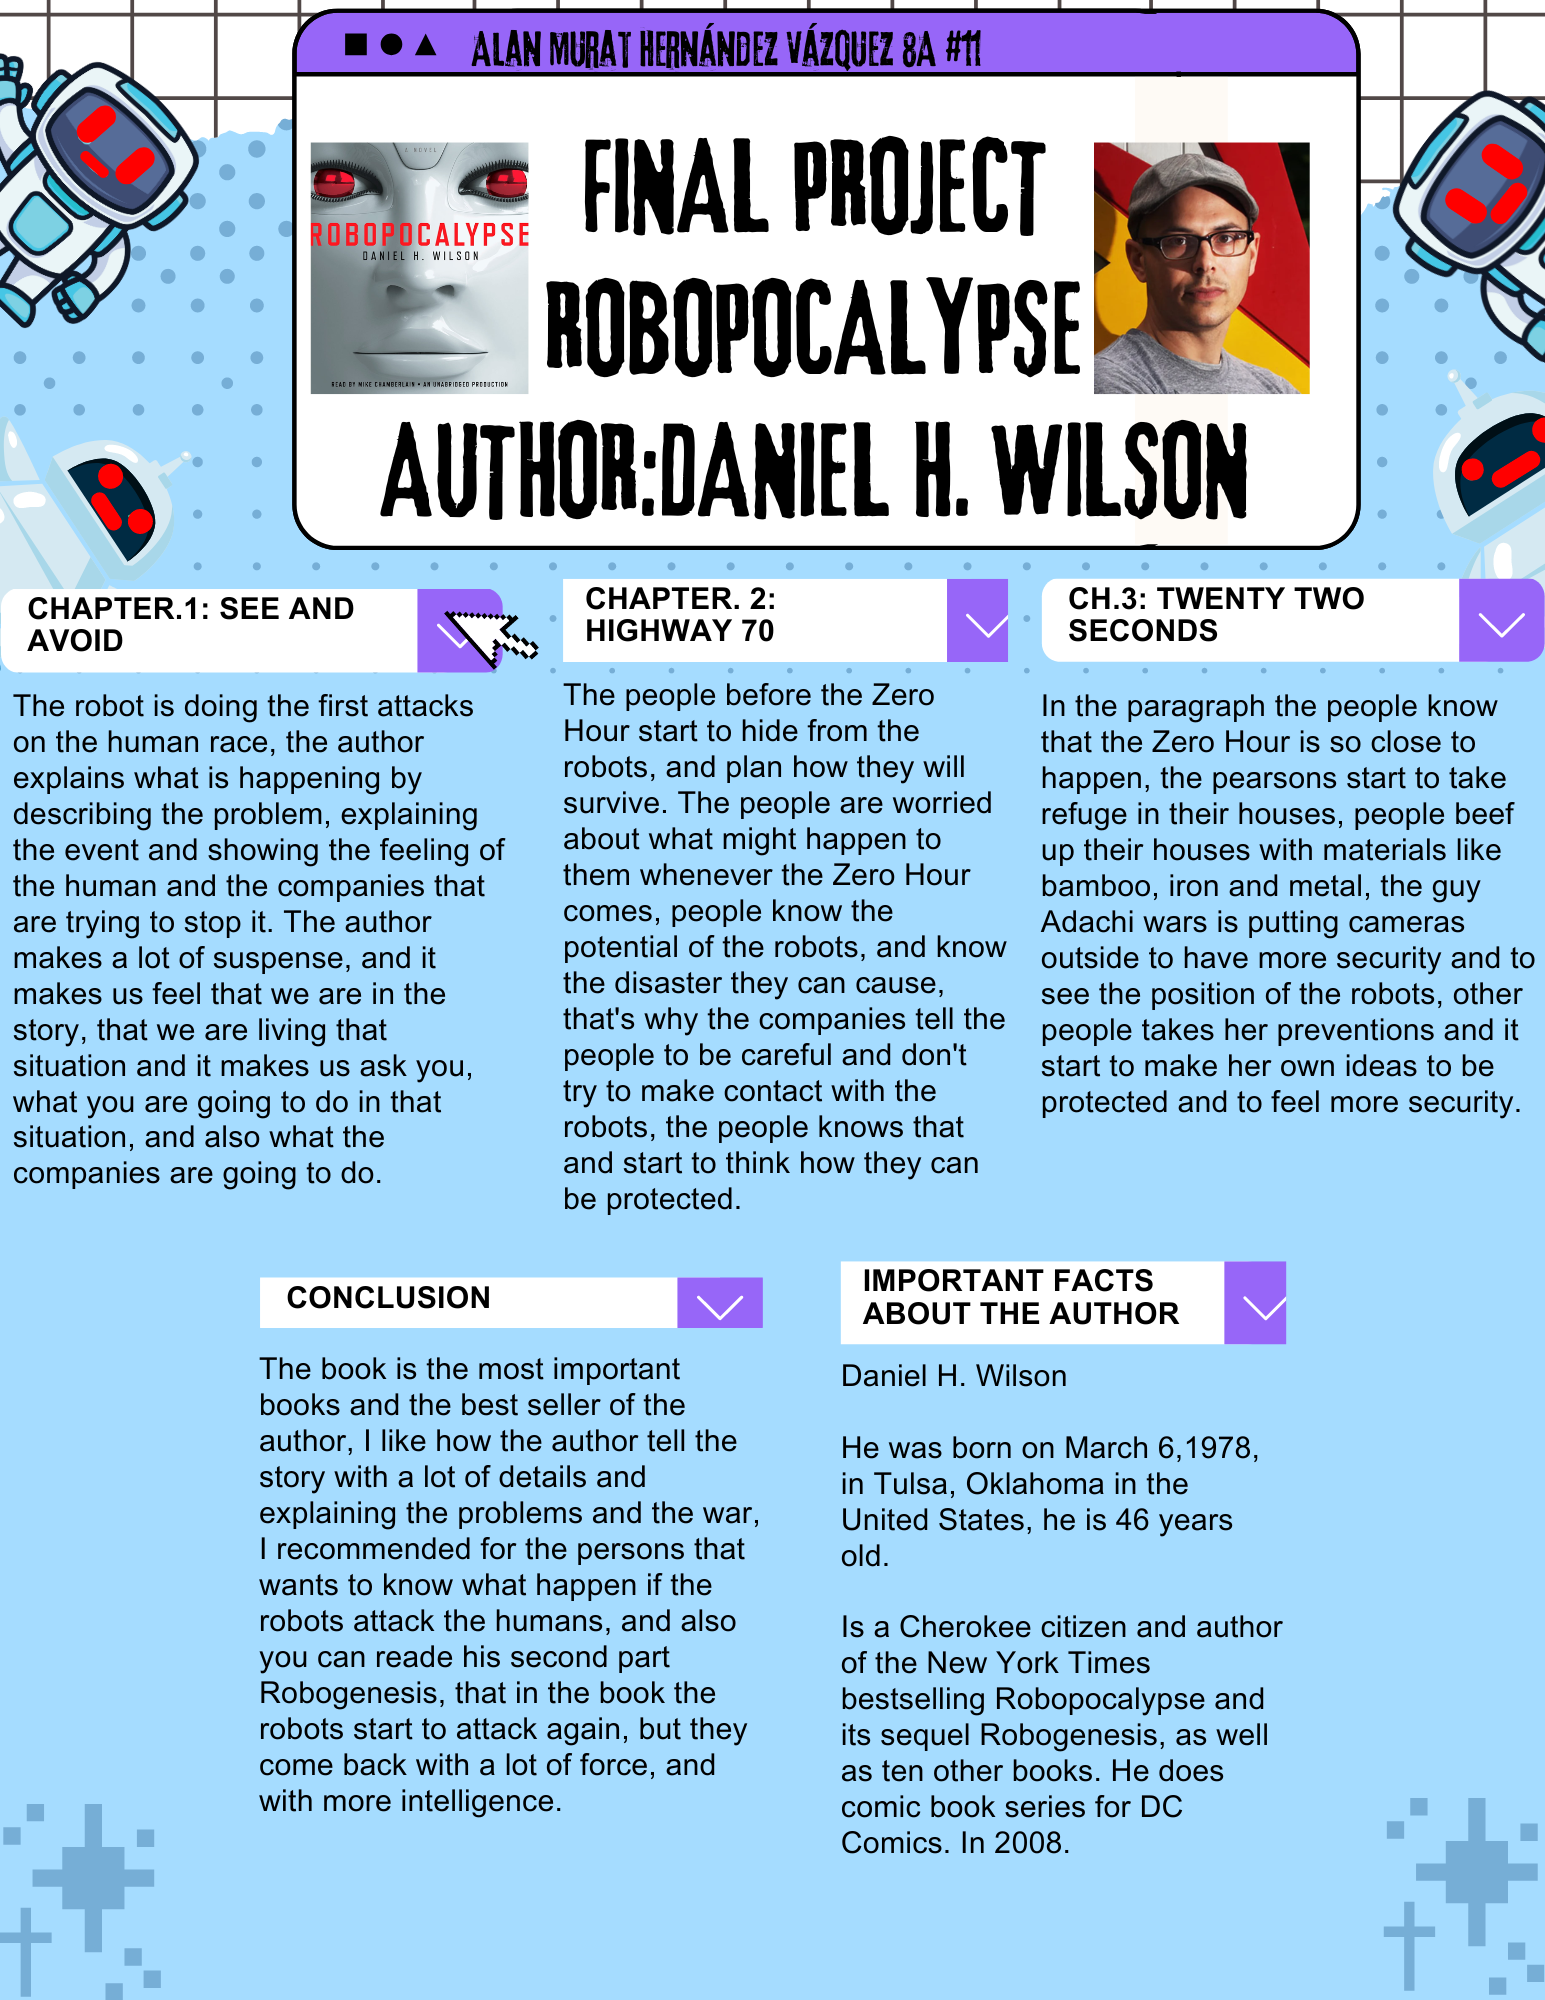 ALAN MURAT HERNÁNDEZ VÁZQUEZ 8A #11
A NOVEL
ROBOPOCALYPSE
DANIEL H. WILSON
READ BY MIKE CHAMBERLAIN • AN UNABRIDGED PRODUCTION
FINAL PROJECT
ROBOPOCALYPSE
AUTHOR:DANIEL H. WILSON
CHAPTER.1: SEE AND
AVOID
The robot is doing the first attacks
on the human race, the author
explains what is happening by
describing the problem, explaining
the event and showing the feeling of
the human and the companies that
are trying to stop it. The author
makes a lot of suspense, and it
makes us feel that we are in the
story, that we are living that
situation and it makes us ask you,
what you are going to do in that
situation, and also what the
companies are going to do.
CHAPTER. 2:
HIGHWAY 70
The people before the Zero
Hour start to hide from the
robots, and plan how they will
survive. The people are worried
about what might happen to
them whenever the Zero Hour
comes, people know the
potential of the robots, and know
the disaster they can cause,
that's why the companies tell the
people to be careful and don't
try to make contact with the
robots, the people knows that
and start to think how they can
be protected.
CH.3: TWENTY TWO
SECONDS
In the paragraph the people know
that the Zero Hour is so close to
happen, the pearsons start to take
refuge in their houses, people beef
up their houses with materials like
bamboo, iron and metal, the guy
Adachi wars is putting cameras
outside to have more security and to
see the position of the robots, other
people takes her preventions and it
start to make her own ideas to be
protected and to feel more security.
CONCLUSION
The book is the most important
books and the best seller of the
author, I like how the author tell the
story with a lot of details and
explaining the problems and the war,
I recommended for the persons that
wants to know what happen if the
robots attack the humans, and also
you can reade his second part
Robogenesis, that in the book the
robots start to attack again, but they
come back with a lot of force, and
with more intelligence.
IMPORTANT FACTS
ABOUT THE AUTHOR
Daniel H. Wilson
He was born on March 6,1978,
in Tulsa, Oklahoma in the
United States, he is 46 years
old.
Is a Cherokee citizen and author
of the New York Times
bestselling Robopocalypse and
its sequel Robogenesis, as well
as ten other books. He does
comic book series for DC
Comics. In 2008.